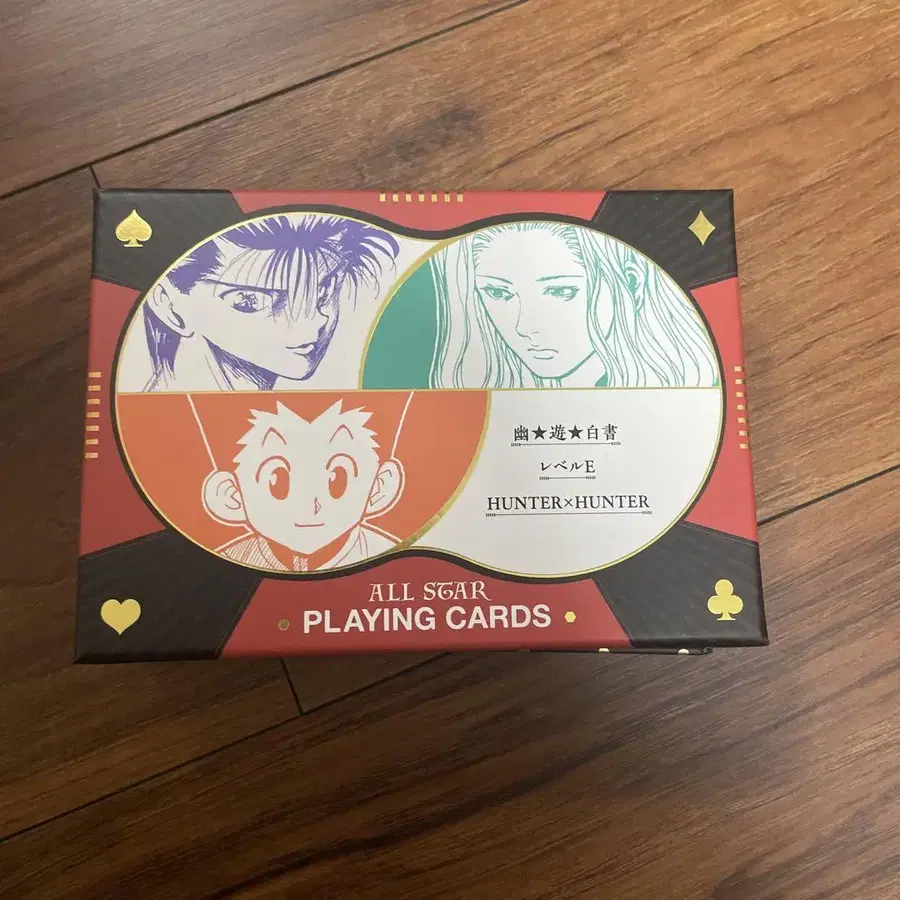 幽★遊★白書
レベルE
HUNTER×HUNTER
ALL STAR
PLAYING CARDS